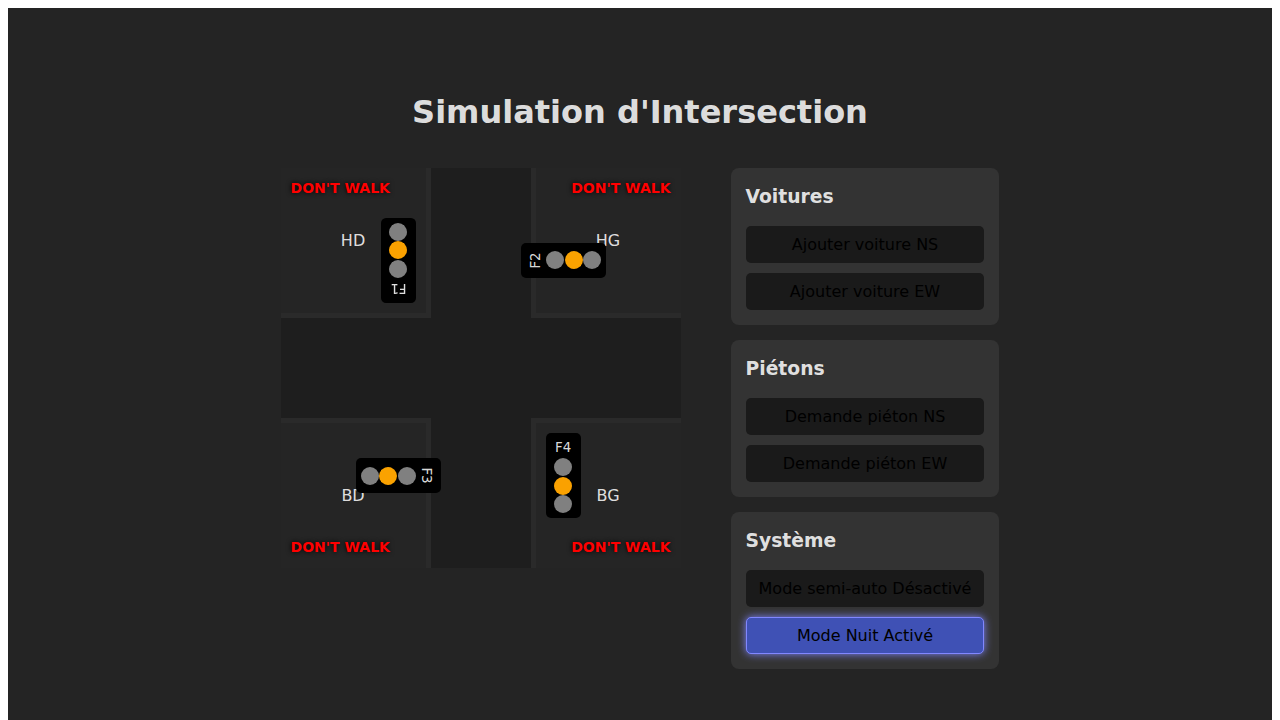 Simulation d'Intersection
DON'T WALK
DON'T WALK
HD
F1
HG
F2
BD
F3
F4
BG
DON'T WALK
DON'T WALK
Voitures
Ajouter voiture NS
Ajouter voiture EW
Piétons
Demande piéton NS
Demande piéton EW
Système
Mode semi-auto Désactivé
Mode Nuit Activé